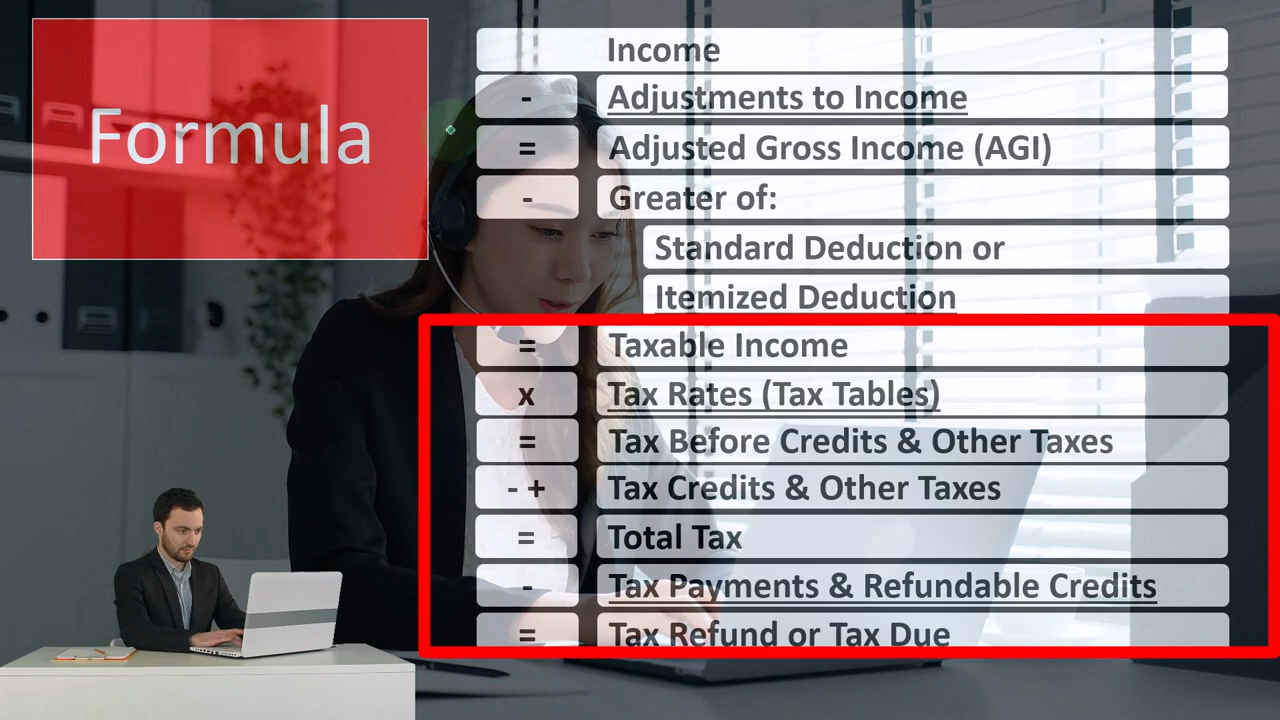 Formula
Income
- Adjustments to Income
= Adjusted Gross Income (AGI)
- Greater of:
Standard Deduction or
Itemized Deduction
= Taxable Income
x Tax Rates (Tax Tables)
= Tax Before Credits & Other Taxes
- + Tax Credits & Other Taxes
= Total Tax
- Tax Payments & Refundable Credits
= Tax Refund or Tax Due